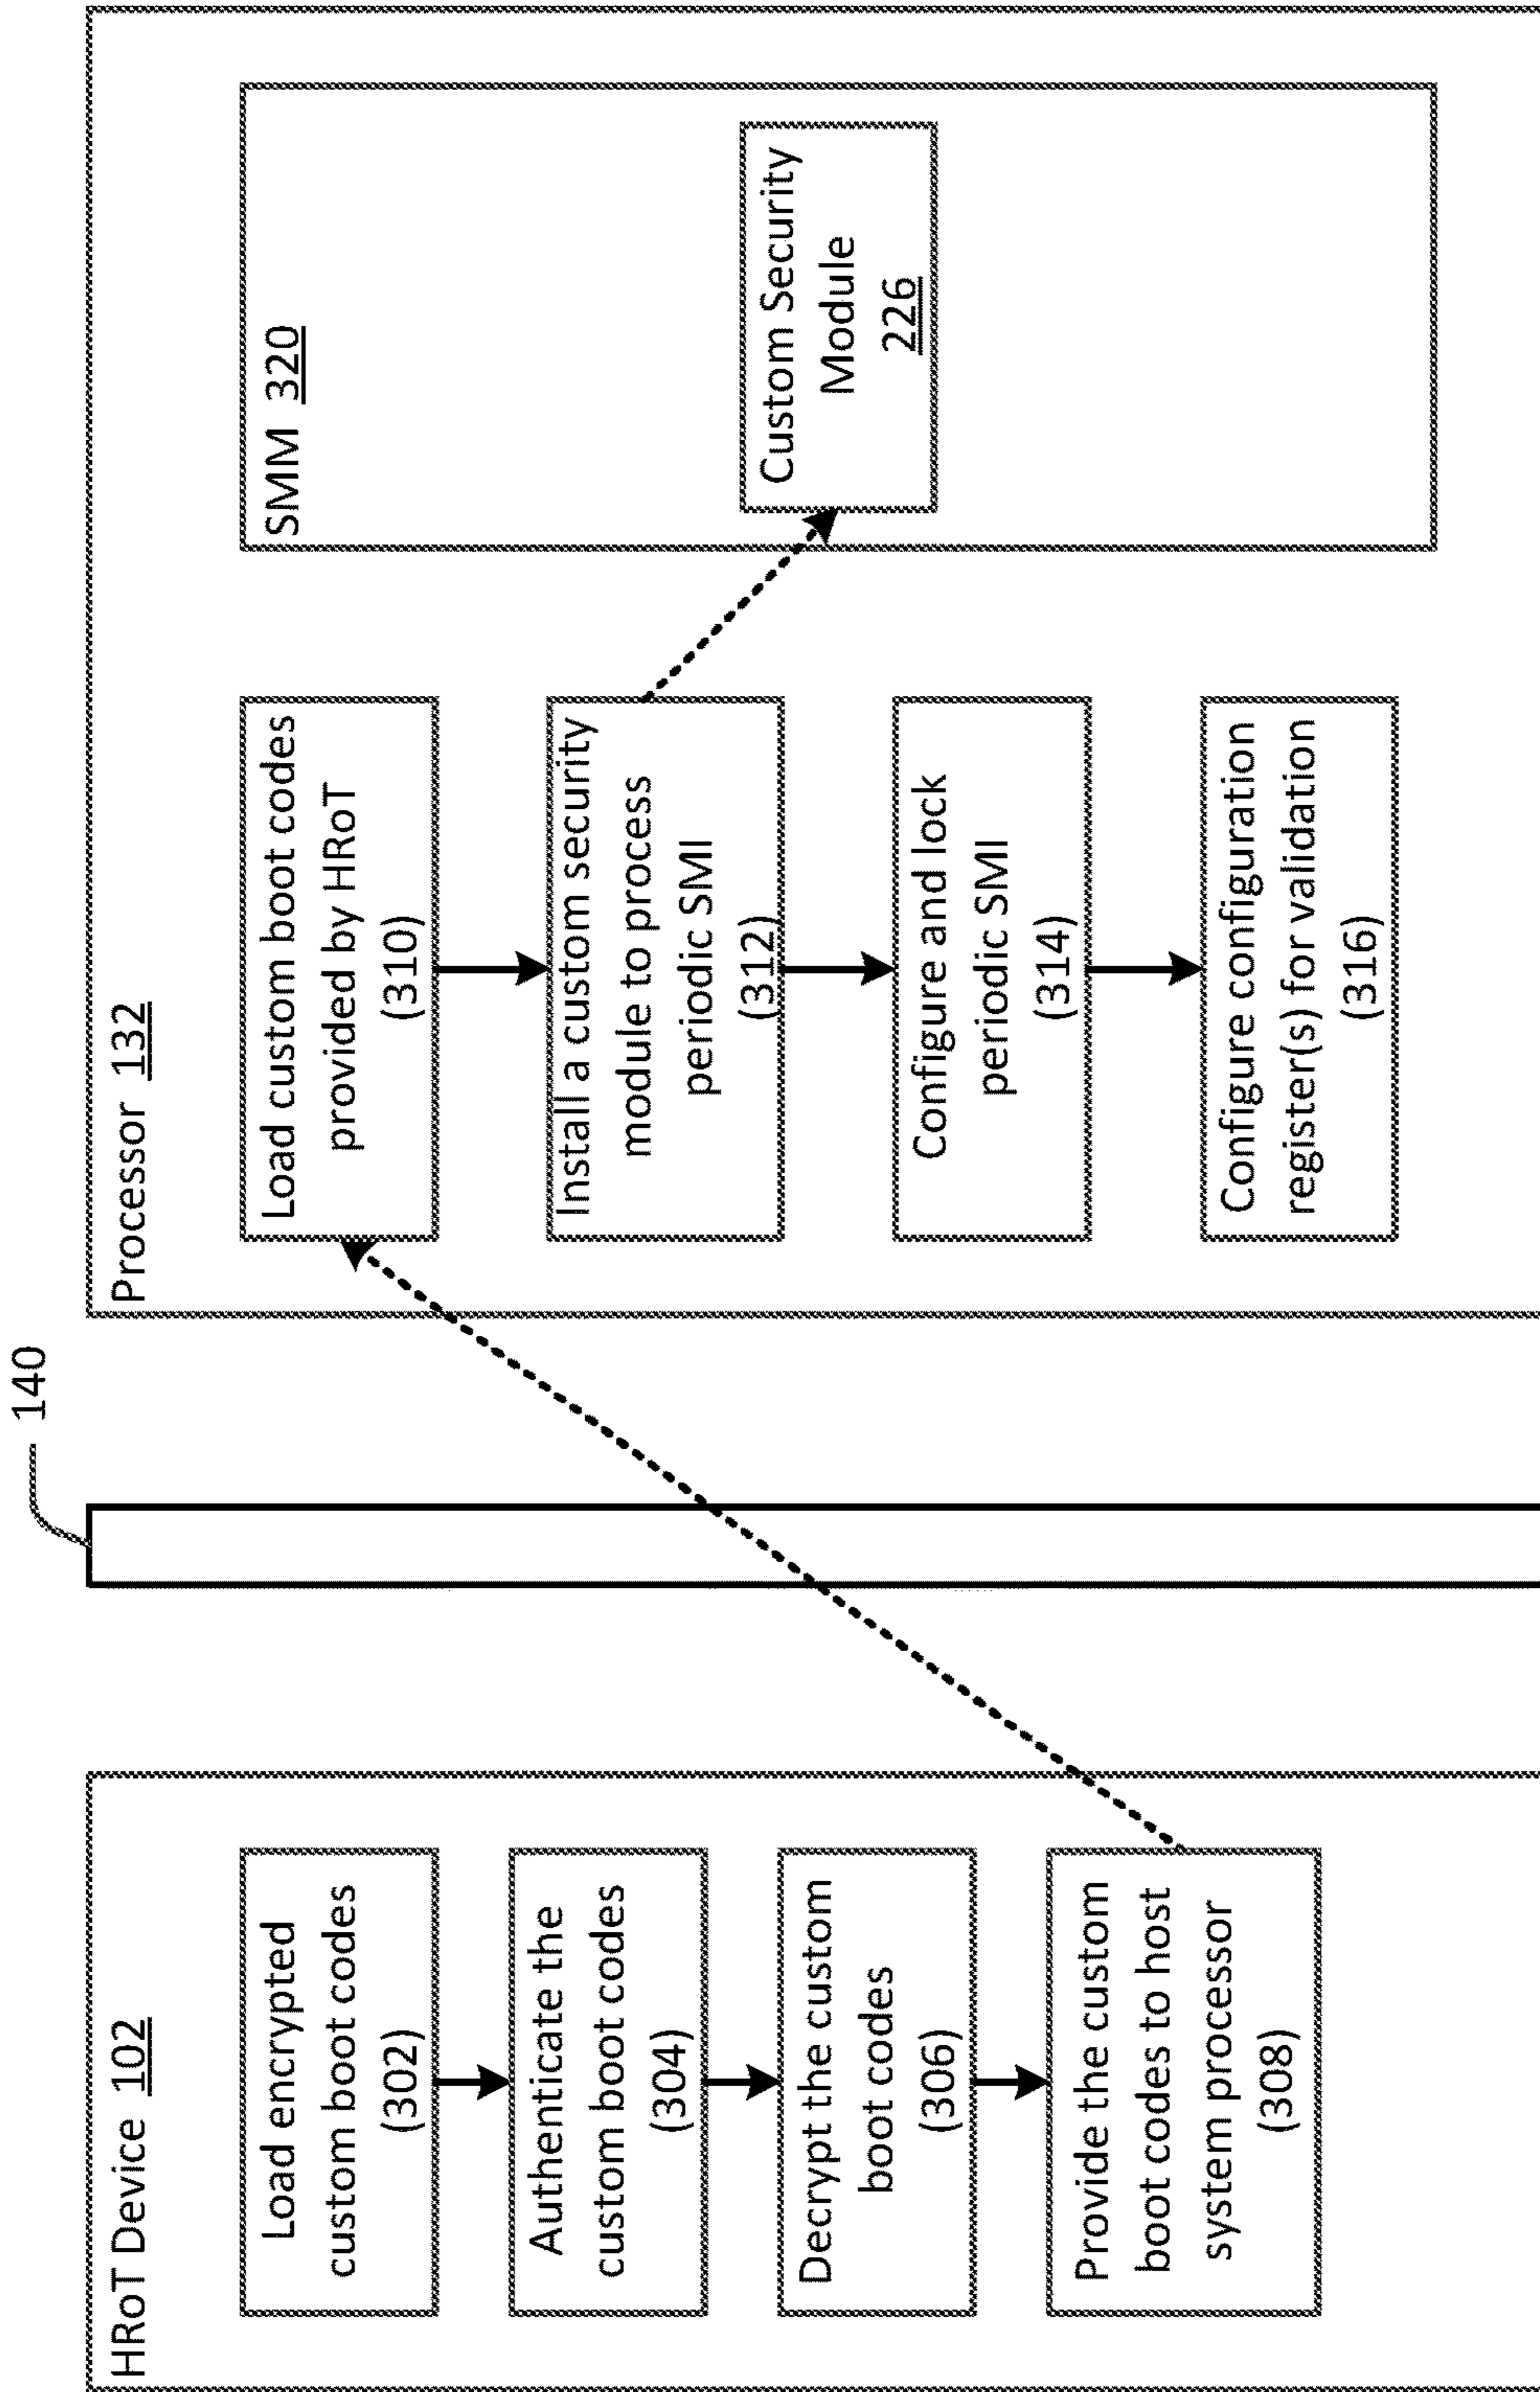 140
HRoT Device 102
Load encrypted
custom boot codes
(302)
Authenticate the
custom boot codes
(304)
Decrypt the custom
boot codes
(306)
Provide the custom
boot codes to host
system processor
(308)
Processor 132
Load custom boot codes
provided by HRoT
(310)
Install a custom security
module to process
periodic SMI
(312)
Configure and lock
periodic SMI
(314)
Configure configuration
register(s) for validation
(316)
SMM 320
Custom Security
Module
226